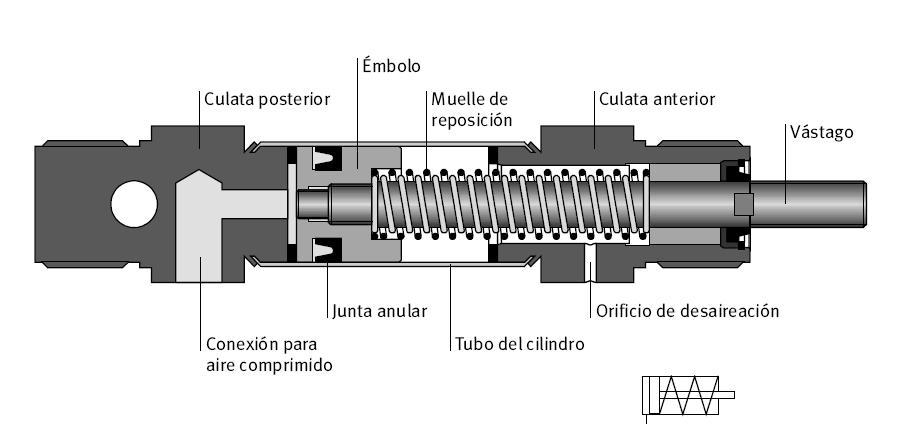 Émbolo
Culata posterior
Muelle de
reposición
Culata anterior
Vástago
Junta anular
Orificio de desaireación
Conexión para
aire comprimido
Tubo del cilindro